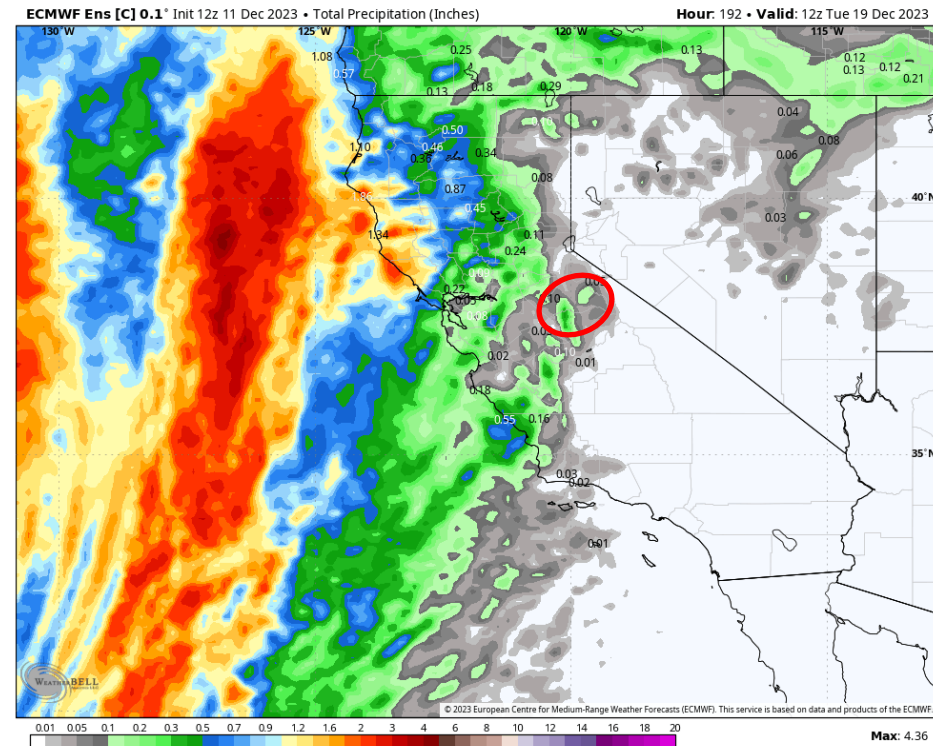 ECMWF Ens [C] 0.1° Init 12z 11 Dec 2023 • Total Precipitation (Inches) Hour: 192 • Valid: 12z Tue 19 Dec 2023
130°W 125°W 120°W 115°W
1.08 0.25 0.13 0.12
0.57 0.13 0.12
0.13 0.18 0.29 0.21
0.04
0.50 0.08
1.10 0.46 0.34
0.36 0.06
0.87 0.08
1.86 40°N
0.45 0.03
1.34 0.11
0.24
0.22
0.02 0.10 0.01
0.18
0.55 0.16
35°N
0.03
0.02
0.01
WEATHERBELL
© 2023 European Centre for Medium-Range Weather Forecasts (ECMWF). This service is based on data and products of the ECMWF.
0.01 0.05 0.1 0.2 0.3 0.5 0.7 0.9 1.2 1.6 2 3 4 6 8 10 12 14 16 18 20
Max: 4.36